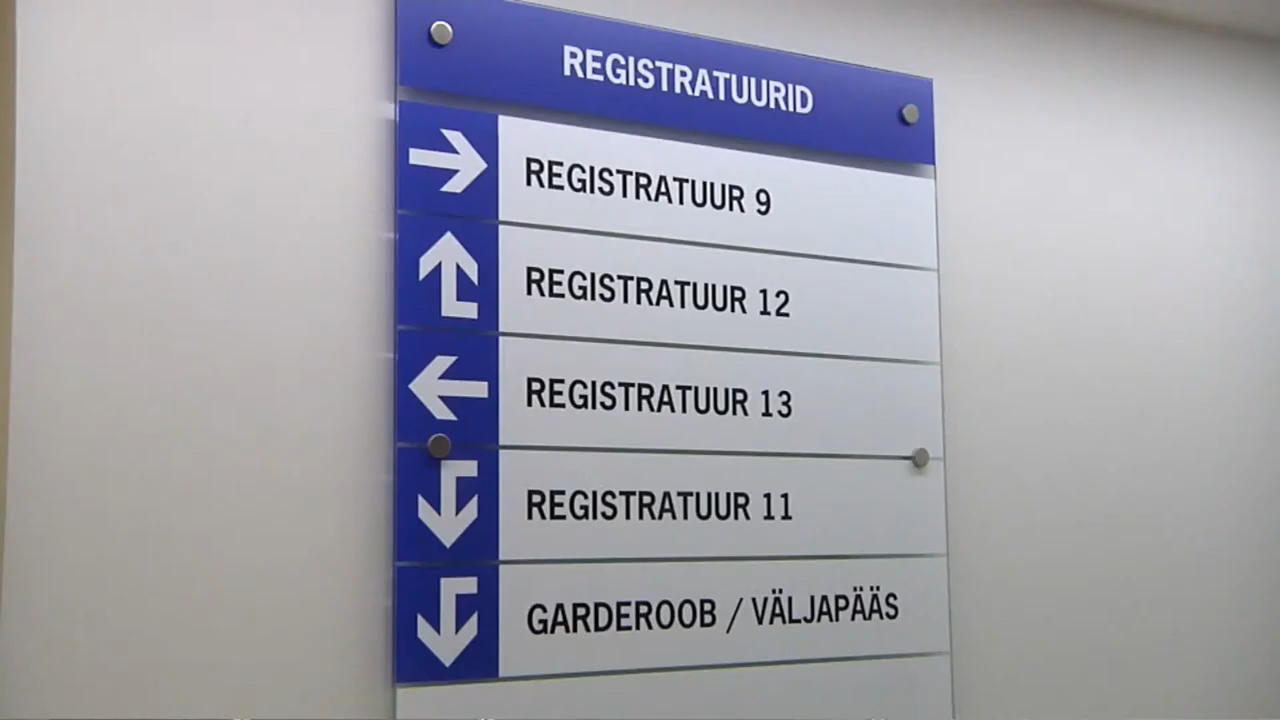 REGISTRATUURID
REGISTRATUUR 9
REGISTRATUUR 12
REGISTRATUUR 13
REGISTRATUUR 11
GARDEROOB / VÄLJAPÄÄS